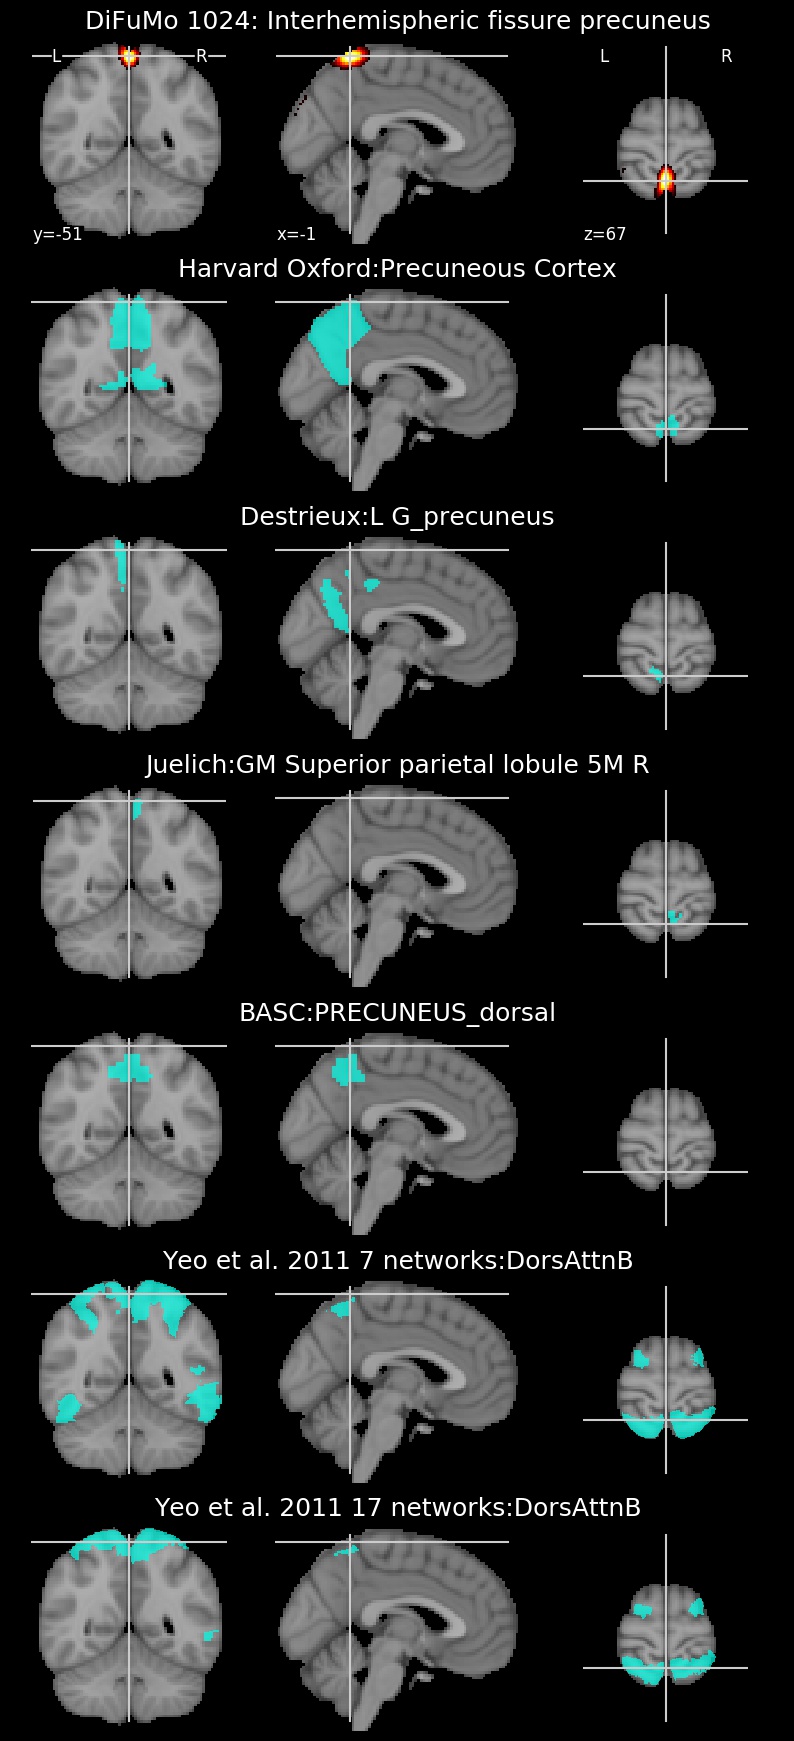 DiFuMo 1024: Interhemispheric fissure precuneus
L R L R
y=-51 x=-1 z=67
Harvard Oxford:Precuneous Cortex
Destrieux:L G_precuneus
Juelich:GM Superior parietal lobule 5M R
BASC:PRECUNEUS_dorsal
Yeo et al. 2011 7 networks:DorsAttnB
Yeo et al. 2011 17 networks:DorsAttnB